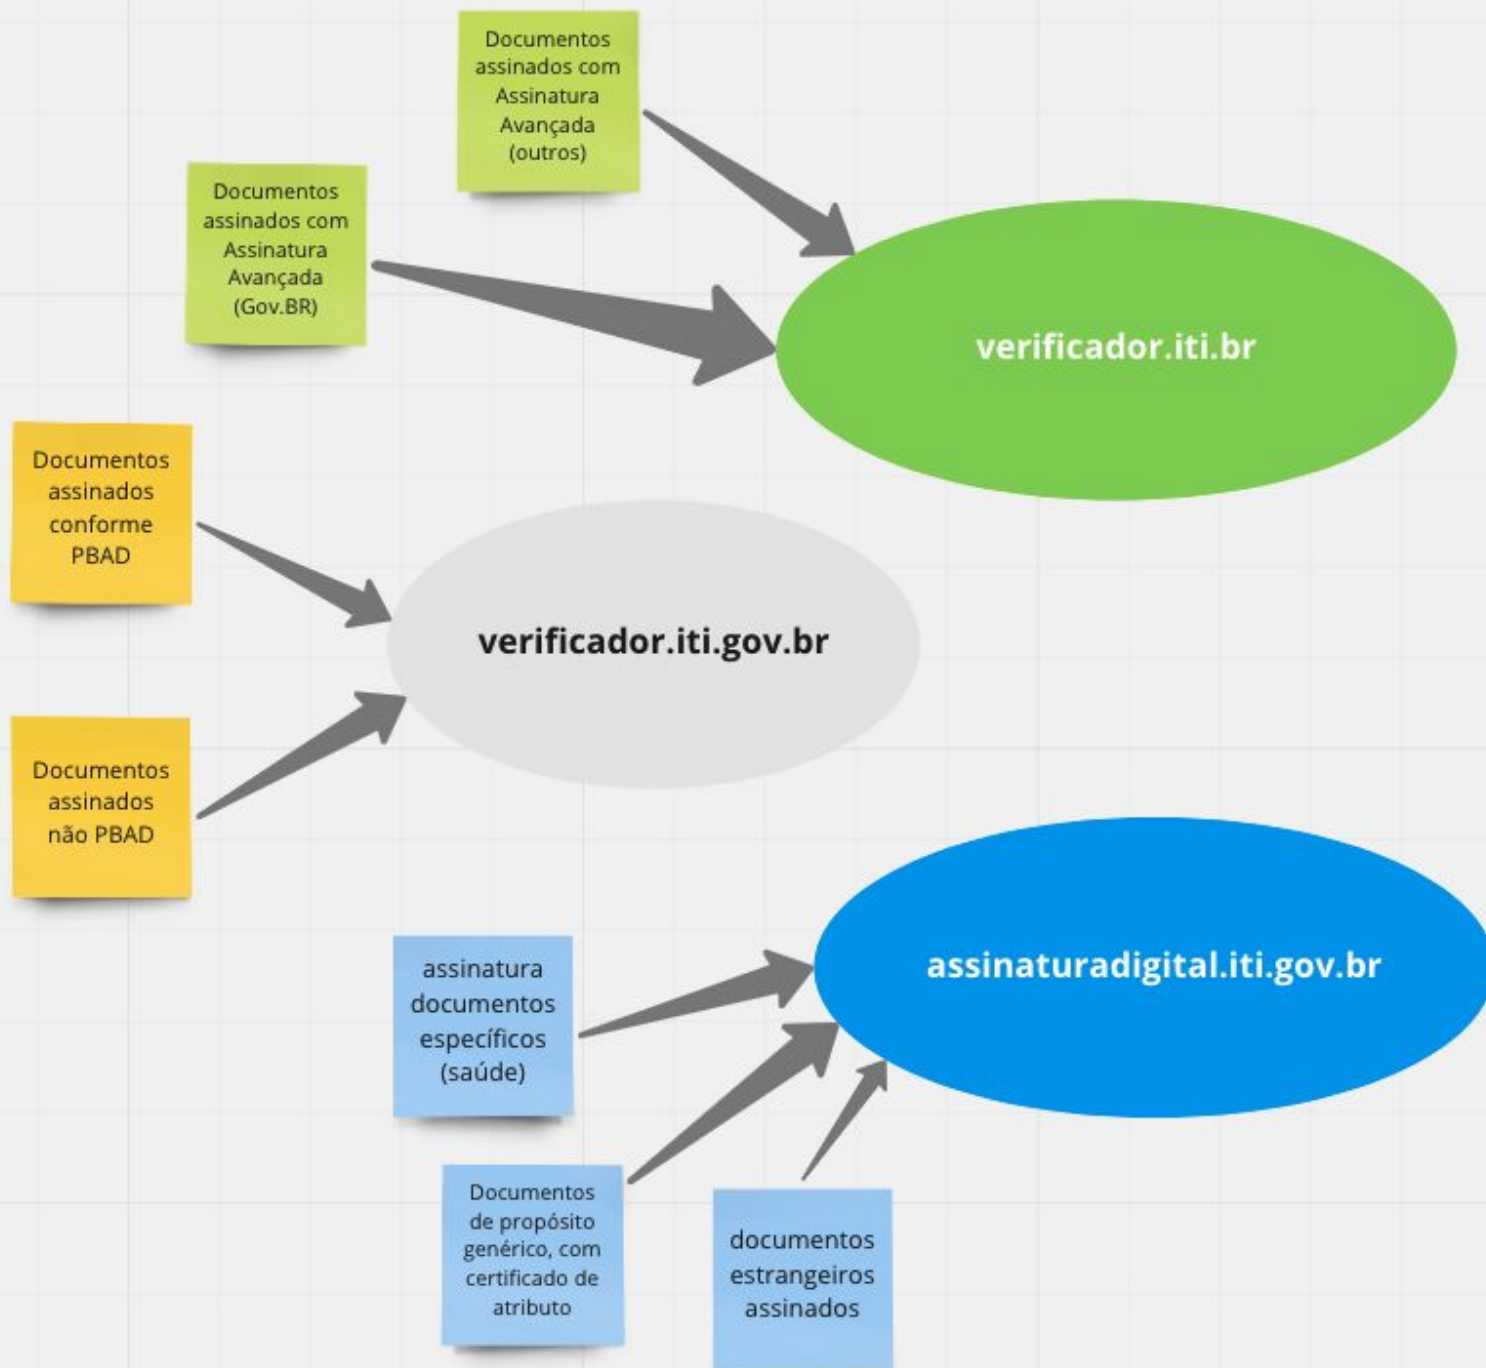 Documentos
assinados com
Assinatura
Avançada
(outros)
Documentos
assinados com
Assinatura
Avançada
(Gov.BR)
verificador.iti.br
Documentos
assinados
conforme
PBAD
verificador.iti.gov.br
Documentos
assinados
não PBAD
assinatura
documentos
específicos
(saúde)
assinaturadigital.iti.gov.br
Documentos
de propósito
genérico, com
certificado de
atributo
documentos
estrangeiros
assinados